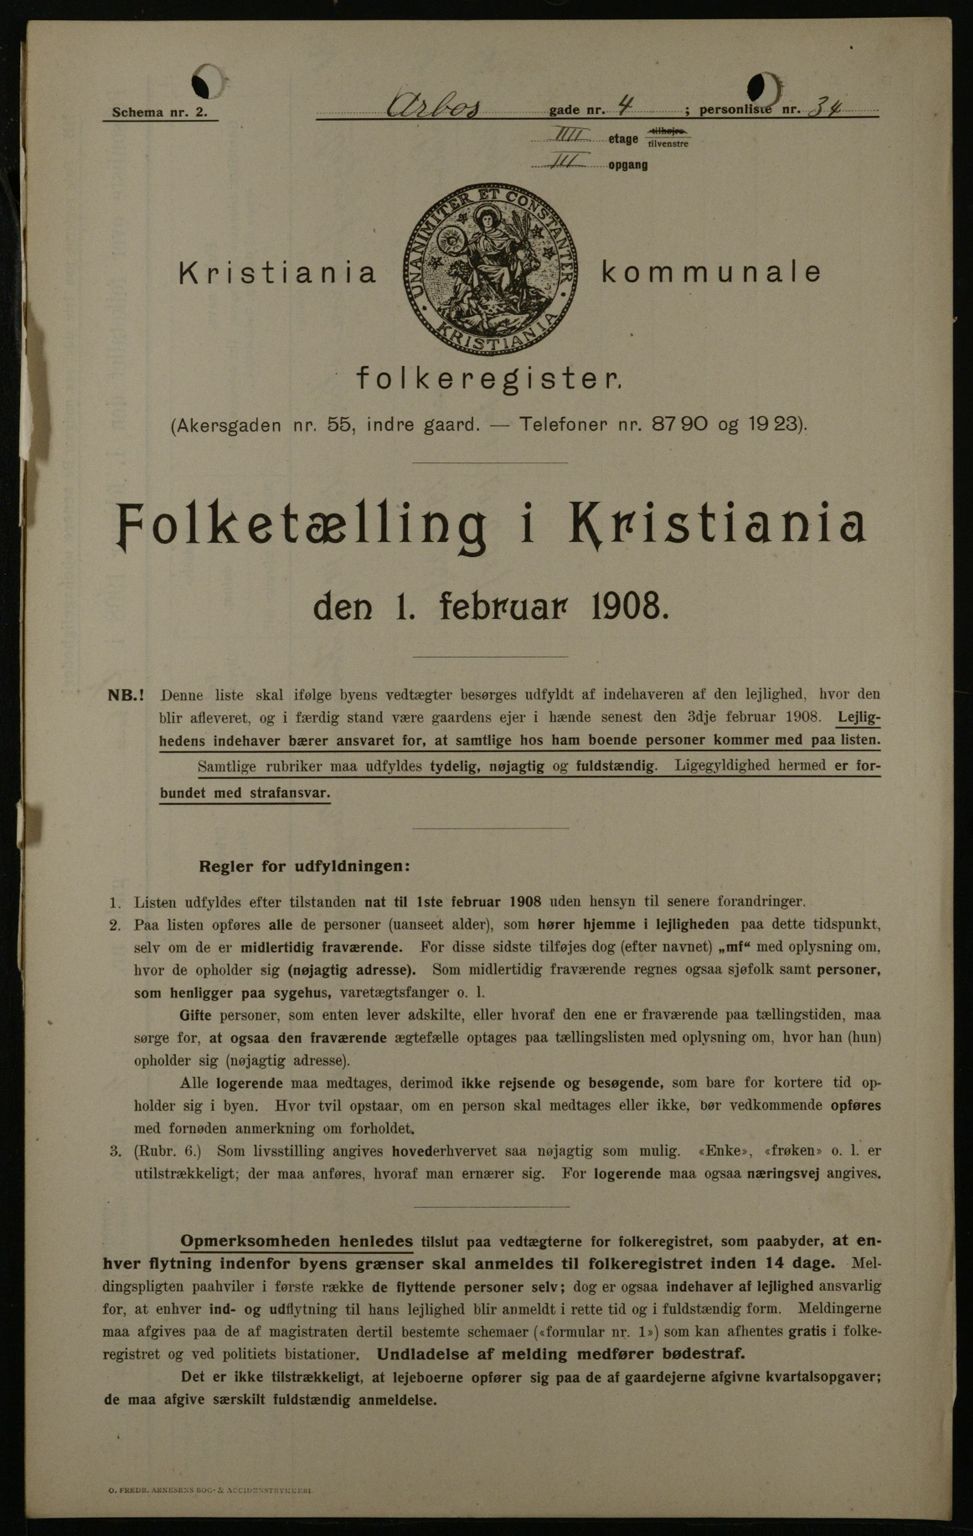 Schema nr. 2.
Arbos gade nr. 4 ; personliste nr. 34
IIII etage tilhøjre
tilvenstre
III opgang
UNANIMITER ET CONSTANTER
KRISTIANIA
Kristiania kommunale
folkeregister.
(Akersgaden nr. 55, indre gaard. — Telefoner nr. 87 90 og 19 23).
Folketælling i Kristiania
den 1. februar 1908.
NB.! Denne liste skal ifølge byens vedtægter besørges udfyldt af indehaveren af den lejlighed, hvor den
blir afleveret, og i færdig stand være gaardens ejer i hænde senest den 3dje februar 1908. Lejlig-
hedens indehaver bærer ansvaret for, at samtlige hos ham boende personer kommer med paa listen.
Samtlige rubriker maa udfyldes tydelig, nøjagtig og fuldstændig. Ligegyldighed hermed er for-
bundet med strafansvar.
Regler for udfyldningen:
1. Listen udfyldes efter tilstanden nat til 1ste februar 1908 uden hensyn til senere forandringer.
2. Paa listen opføres alle de personer (uanseet alder), som hører hjemme i lejligheden paa dette tidspunkt,
selv om de er midlertidig fraværende. For disse sidste tilføjes dog (efter navnet) „mf“ med oplysning om,
hvor de opholder sig (nøjagtig adresse). Som midlertidig fraværende regnes ogsaa sjøfolk samt personer,
som henligger paa sygehus, varetægtsfanger o. l.
Gifte personer, som enten lever adskilte, eller hvoraf den ene er fraværende paa tællingstiden, maa
sørge for, at ogsaa den fraværende ægtefælle optages paa tællingslisten med oplysning om, hvor han (hun)
opholder sig (nøjagtig adresse).
Alle logerende maa medtages, derimod ikke rejsende og besøgende, som bare for kortere tid op-
holder sig i byen. Hvor tvil opstaar, om en person skal medtages eller ikke, bør vedkommende opføres
med fornøden anmerkning om forholdet.
3. (Rubr. 6.) Som livsstilling angives hovederhvervet saa nøjagtig som mulig. «Enke», «frøken» o. l. er
utilstrækkeligt; der maa anføres, hvoraf man ernærer sig. For logerende maa ogsaa næringsvej angives.
Opmerksomheden henledes tilslut paa vedtægterne for folkeregistret, som paabyder, at en-
hver flytning indenfor byens grænser skal anmeldes til folkeregistret inden 14 dage. Mel-
dingspligten paahviler i første række de flyttende personer selv; dog er ogsaa indehaver af lejlighed ansvarlig
for, at enhver ind- og udflytning til hans lejlighed blir anmeldt i rette tid og i fuldstændig form. Meldingerne
maa afgives paa de af magistraten dertil bestemte schemaer («formular nr. 1») som kan afhentes gratis i folke-
registret og ved politiets bistationer. Undladelse af melding medfører bødestraf.
Det er ikke tilstrækkeligt, at lejeboerne opfører sig paa de af gaardejerne afgivne kvartalsopgaver;
de maa afgive særskilt fuldstændig anmeldelse.
O. FREDR. ARNESENS BOG- & ACCIDENSTRYKKERI.